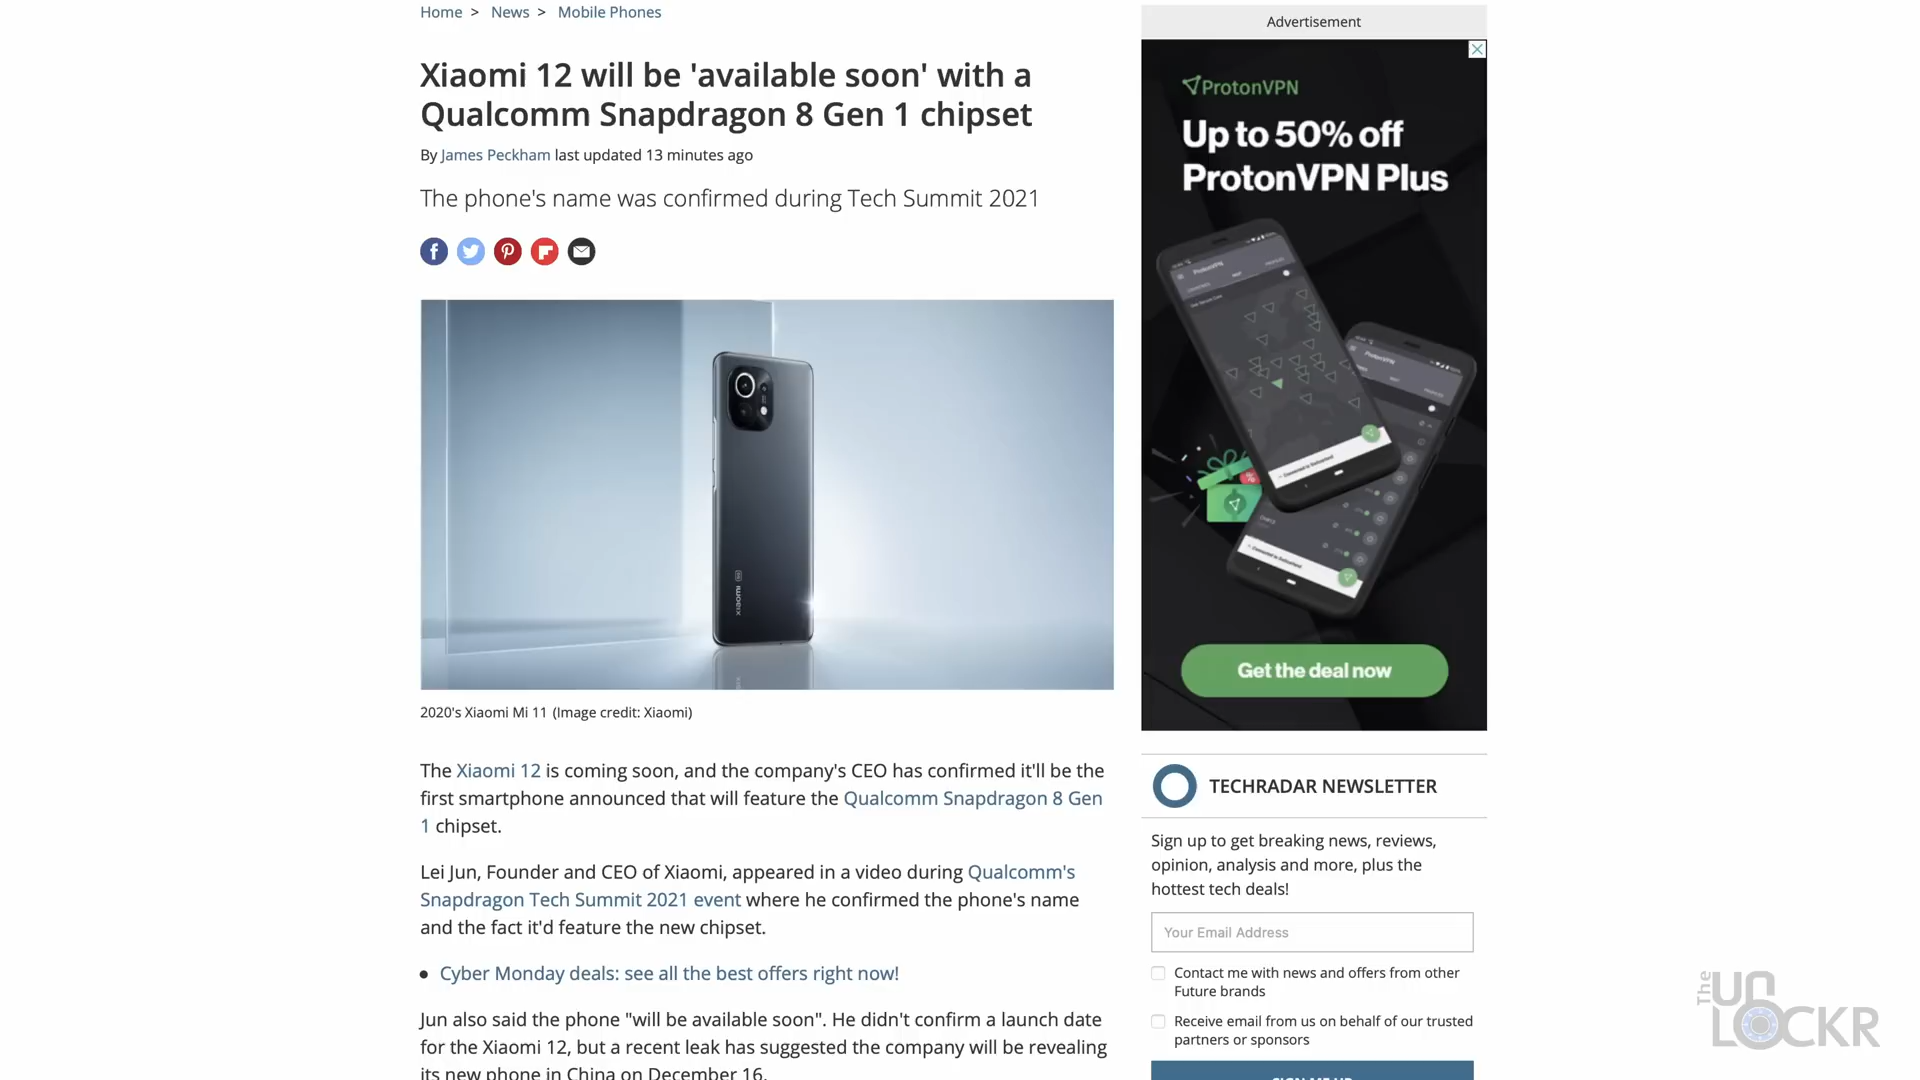 Home > News > Mobile Phones
Xiaomi 12 will be 'available soon' with a
Qualcomm Snapdragon 8 Gen 1 chipset
By James Peckham last updated 13 minutes ago
The phone's name was confirmed during Tech Summit 2021
xiaomi
2020's Xiaomi Mi 11 (Image credit: Xiaomi)
The Xiaomi 12 is coming soon, and the company's CEO has confirmed it'll be the
first smartphone announced that will feature the Qualcomm Snapdragon 8 Gen
1 chipset.
Lei Jun, Founder and CEO of Xiaomi, appeared in a video during Qualcomm's
Snapdragon Tech Summit 2021 event where he confirmed the phone's name
and the fact it'd feature the new chipset.
Cyber Monday deals: see all the best offers right now!
Jun also said the phone "will be available soon". He didn't confirm a launch date
for the Xiaomi 12, but a recent leak has suggested the company will be revealing
its new phone in China on December 16.
Advertisement
ProtonVPN
Up to 50% off
ProtonVPN Plus
ProtonVPN
ProtonVPN
Get the deal now
TECHRADAR NEWSLETTER
Sign up to get breaking news, reviews,
opinion, analysis and more, plus the
hottest tech deals!
Your Email Address
Contact me with news and offers from other
Future brands
Receive email from us on behalf of our trusted
partners or sponsors
SIGN ME UP
The UnLOCKR